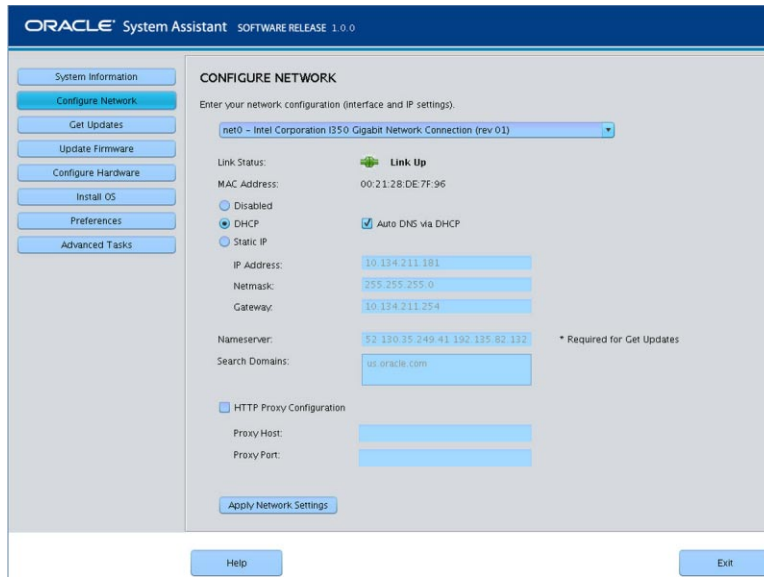 ORACLE® System Assistant SOFTWARE RELEASE 1.0.0
System Information
Configure Network
Get Updates
Update Firmware
Configure Hardware
Install OS
Preferences
Advanced Tasks
CONFIGURE NETWORK
Enter your network configuration (interface and IP settings).
net0 - Intel Corporation I350 Gigabit Network Connection (rev 01)
Link Status: Link Up
MAC Address: 00:21:28:DE:7F:96
Disabled
DHCP Auto DNS via DHCP
Static IP
IP Address: 10.134.211.181
Netmask: 255.255.255.0
Gateway: 10.134.211.254
Nameserver: 52 130.35.249.41 192.135.82.132 * Required for Get Updates
Search Domains: us.oracle.com
HTTP Proxy Configuration
Proxy Host:
Proxy Port:
Apply Network Settings
Help Exit